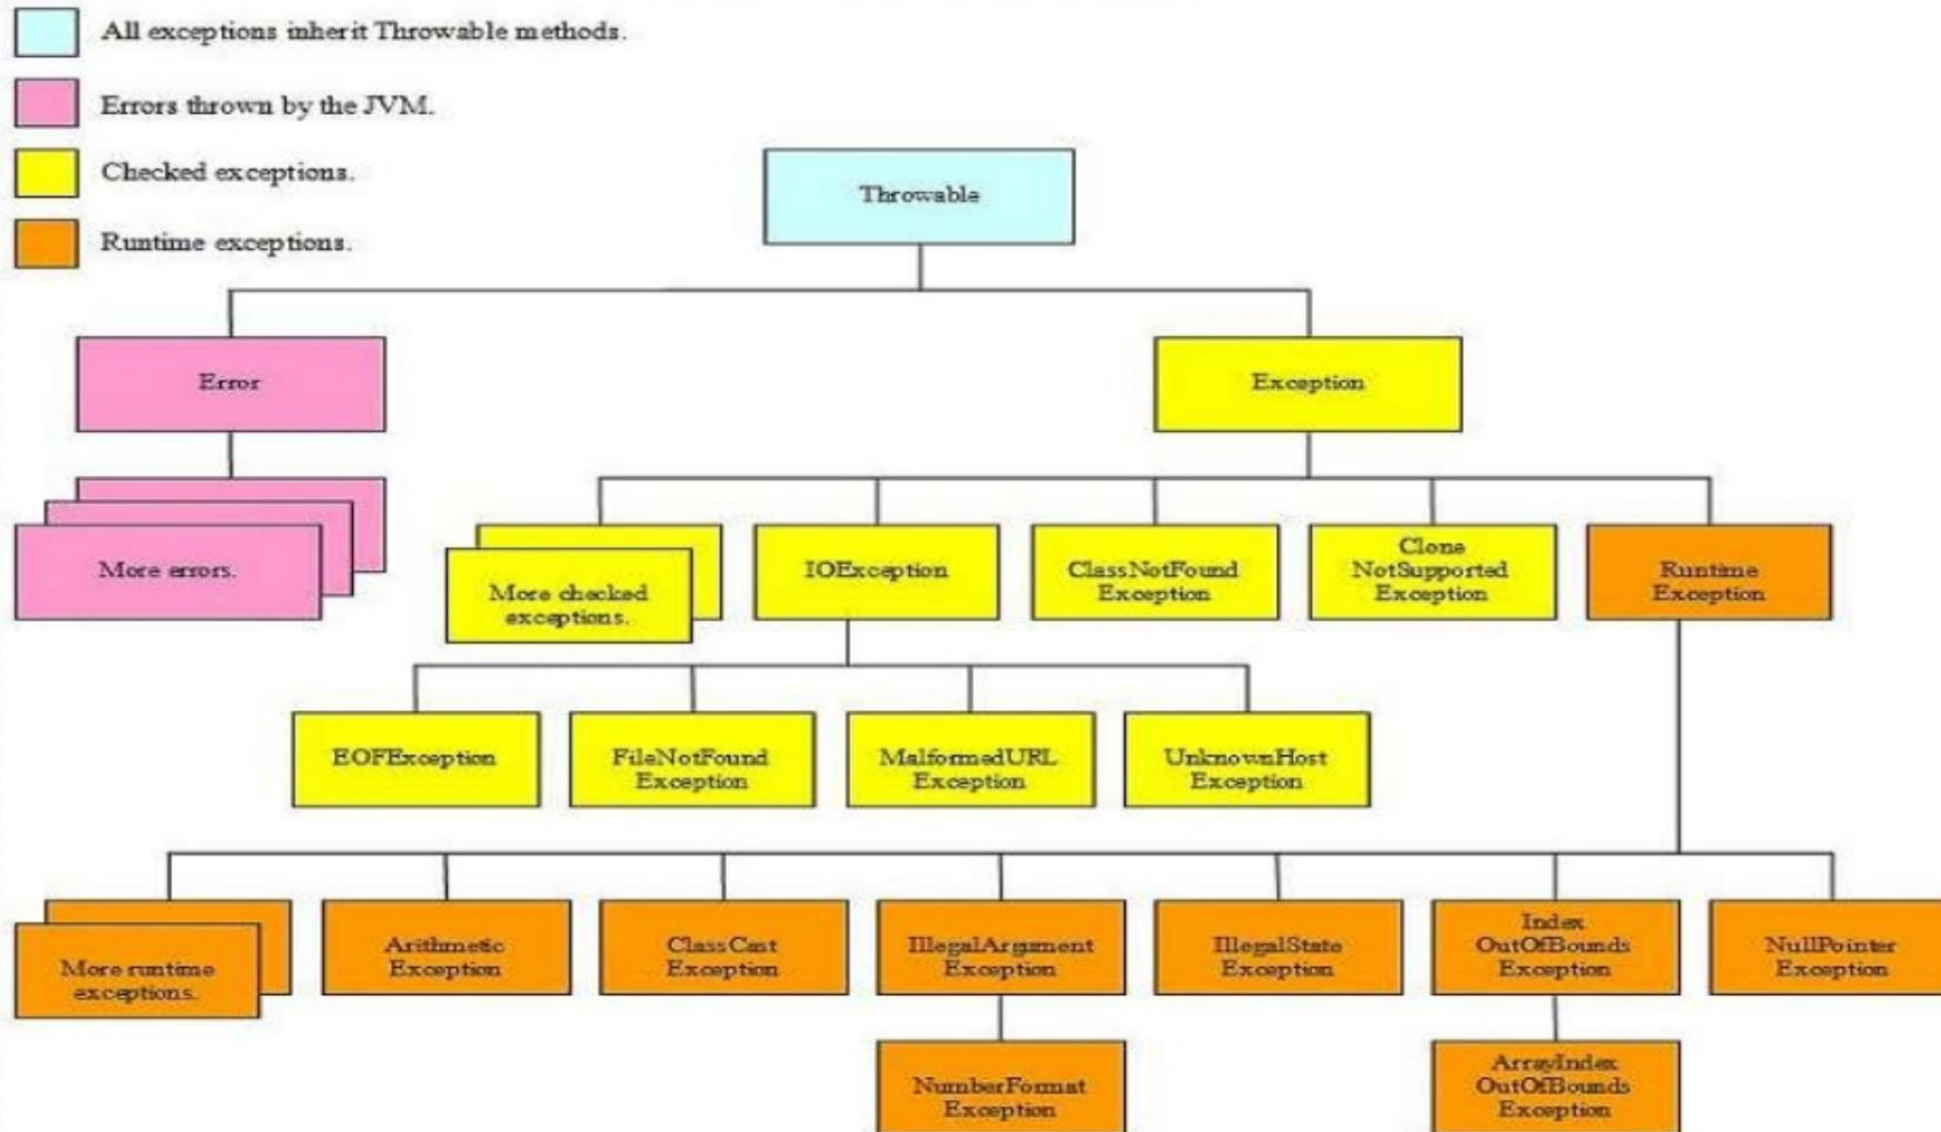 All exceptions inherit Throwable methods.
Errors thrown by the JVM.
Checked exceptions.
Runtime exceptions.
Throwable
Error
Exception
More errors.
More checked
exceptions.
IOException
ClassNotFound
Exception
Clone
NotSupported
Exception
Runtime
Exception
EOFException
FileNotFound
Exception
MalformedURL
Exception
UnknownHost
Exception
More runtime
exceptions.
Arithmetic
Exception
ClassCast
Exception
IllegalArgument
Exception
IllegalState
Exception
Index
OutOfBounds
Exception
NullPointer
Exception
NumberFormat
Exception
ArrayIndex
OutOfBounds
Exception